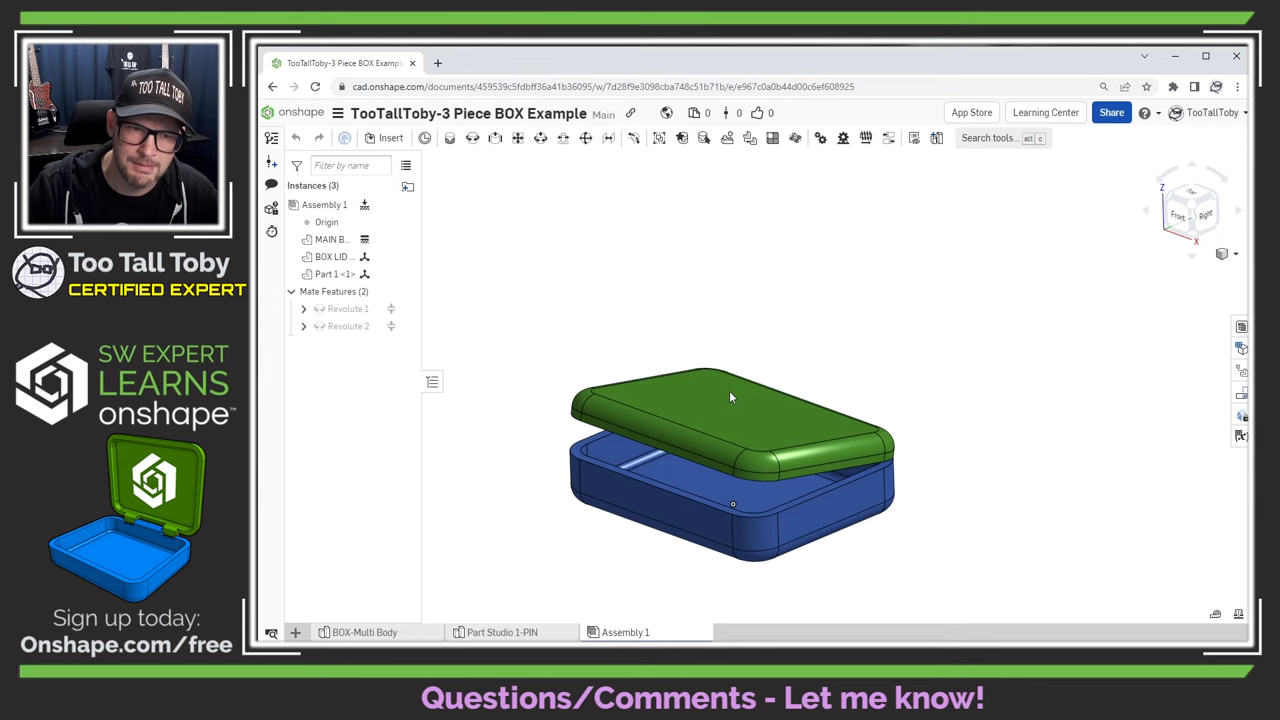 TOO TALL TOBY
Too Tall Toby
CERTIFIED EXPERT
SW EXPERT
LEARNS
onshape™
Sign up today:
Onshape.com/free
TooTallToby-3 Piece BOX Example
cad.onshape.com/documents/459539c5fdbff36a41b36095/w/7d28f9e3098cba748c51b71b/e/e967c0a0b44d00c6ef608925
onshape
TooTallToby-3 Piece BOX Example Main
0
0
0
App Store
Learning Center
Share
TooTallToby
Insert
Search tools...
alt
c
Filter by name
Instances (3)
Assembly 1
Origin
MAIN B...
BOX LID ...
Part 1 <1>
Mate Features (2)
Revolute 1
Revolute 2
Z
Top
Front
Right
X
BOX-Multi Body
Part Studio 1-PIN
Assembly 1
Questions/Comments - Let me know!